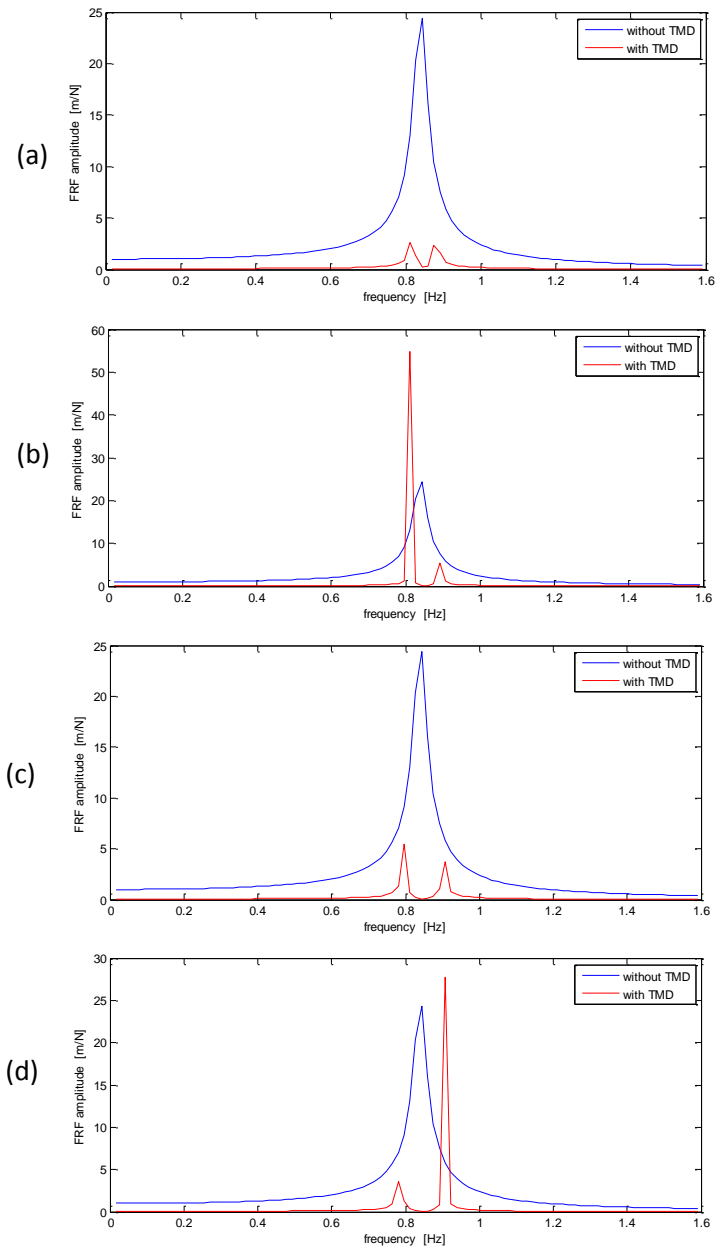 (a)
FRF amplitude [m/N]
25
20
15
10
5
0
without TMD
with TMD
0 0.2 0.4 0.6 0.8 1 1.2 1.4 1.6
frequency [Hz]
(b)
FRF amplitude [m/N]
60
50
40
30
20
10
0
without TMD
with TMD
0 0.2 0.4 0.6 0.8 1 1.2 1.4 1.6
frequency [Hz]
(c)
FRF amplitude [m/N]
25
20
15
10
5
0
without TMD
with TMD
0 0.2 0.4 0.6 0.8 1 1.2 1.4 1.6
frequency [Hz]
(d)
FRF amplitude [m/N]
30
25
20
15
10
5
0
without TMD
with TMD
0 0.2 0.4 0.6 0.8 1 1.2 1.4 1.6
frequency [Hz]